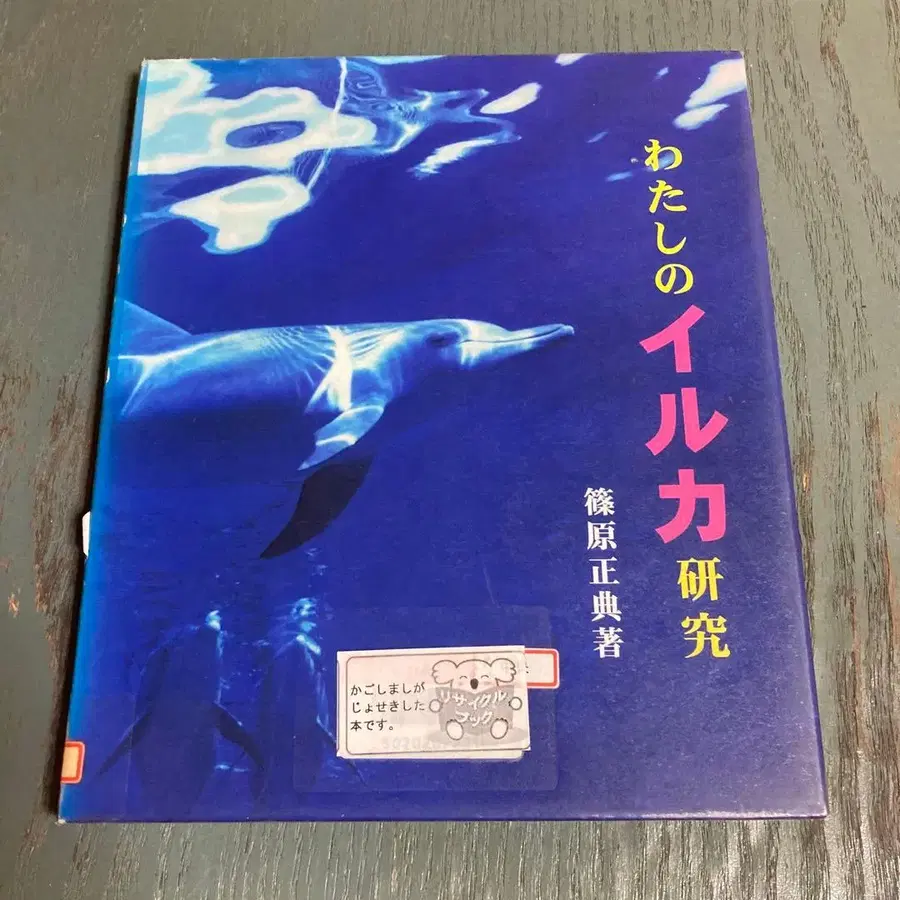 わたしのイルカ研究
篠原正典著
かごしましが
じょせきした
本です。
リサイクル
ブック